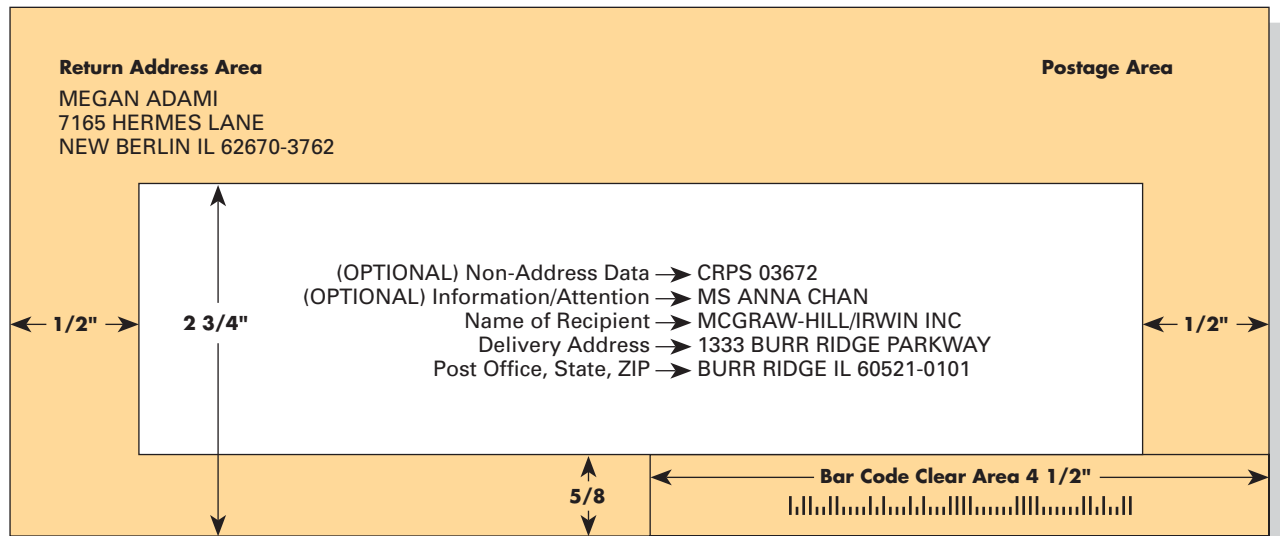 Return Address Area
Postage Area
MEGAN ADAMI
7165 HERMES LANE
NEW BERLIN IL 62670-3762
(OPTIONAL) Non-Address Data CRPS 03672
(OPTIONAL) Information/Attention MS ANNA CHAN
Name of Recipient MCGRAW-HILL/IRWIN INC
Delivery Address 1333 BURR RIDGE PARKWAY
Post Office, State, ZIP BURR RIDGE IL 60521-0101
1/2"
2 3/4"
1/2"
5/8
Bar Code Clear Area 4 1/2"